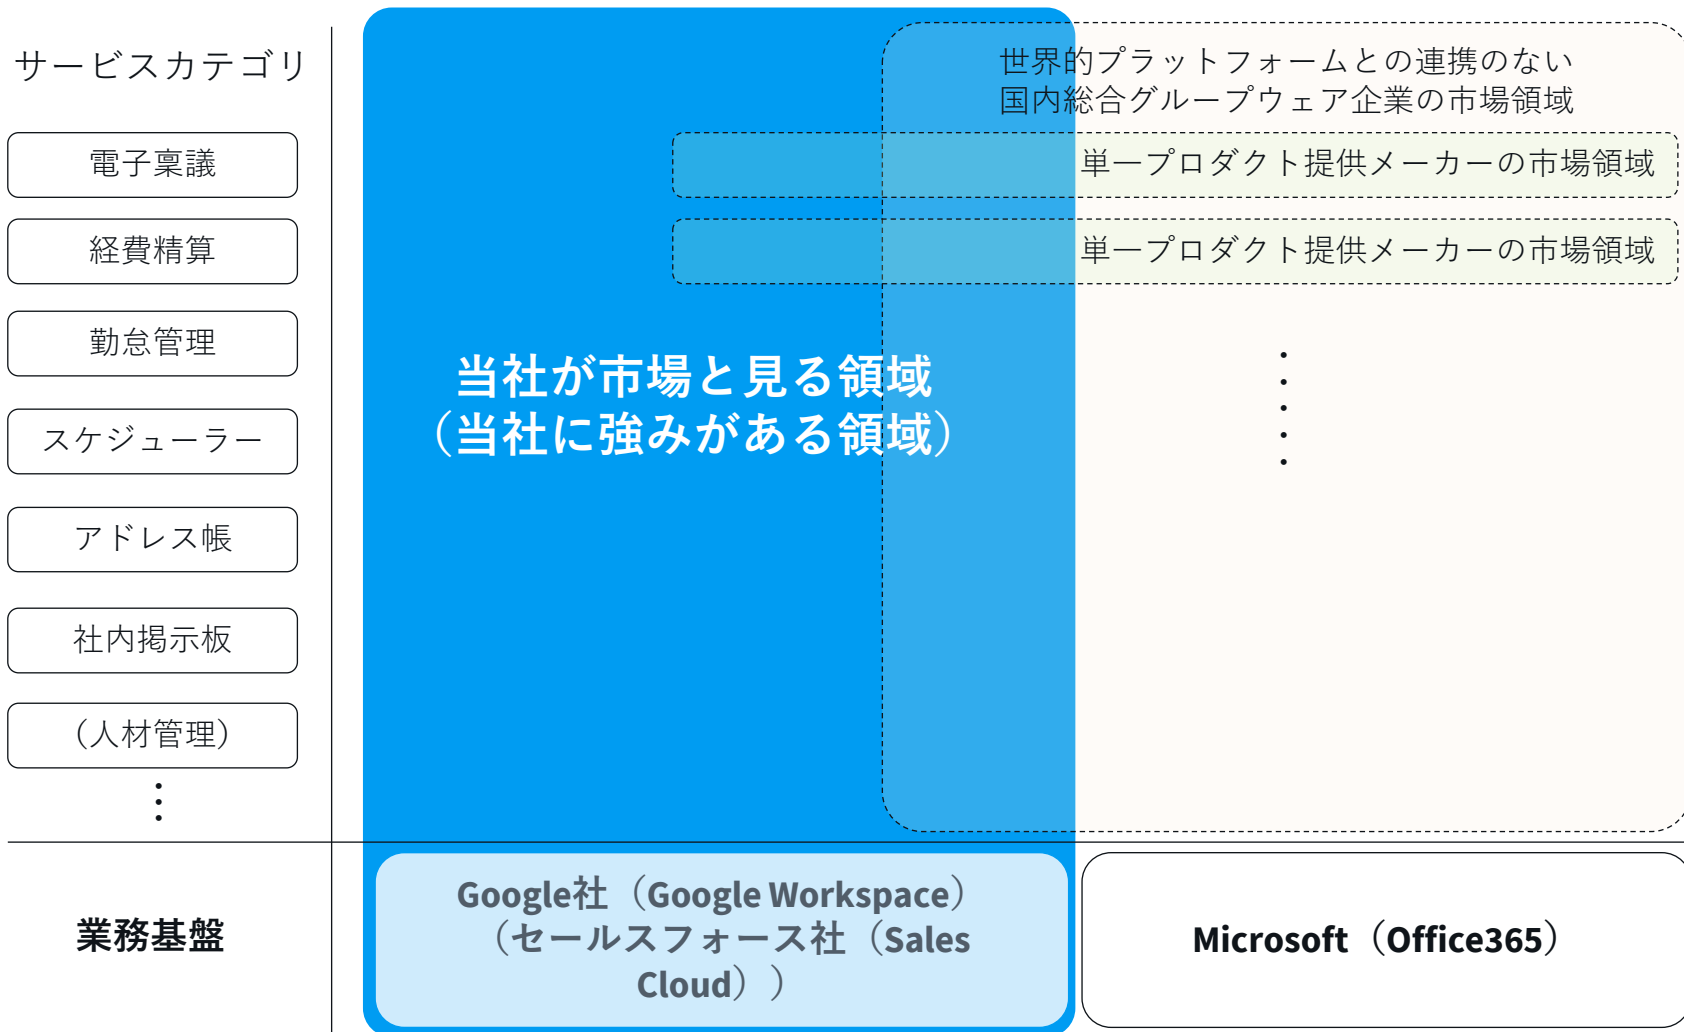 サービスカテゴリ
世界的プラットフォームとの連携のない
国内総合グループウェア企業の市場領域
電子稟議
単一プロダクト提供メーカーの市場領域
経費精算
単一プロダクト提供メーカーの市場領域
勤怠管理
当社が市場と見る領域
（当社に強みがある領域）
スケジューラー
アドレス帳
社内掲示板
（人材管理）
業務基盤
Google社（Google Workspace）
（セールスフォース社（Sales
Cloud））
Microsoft（Office365）